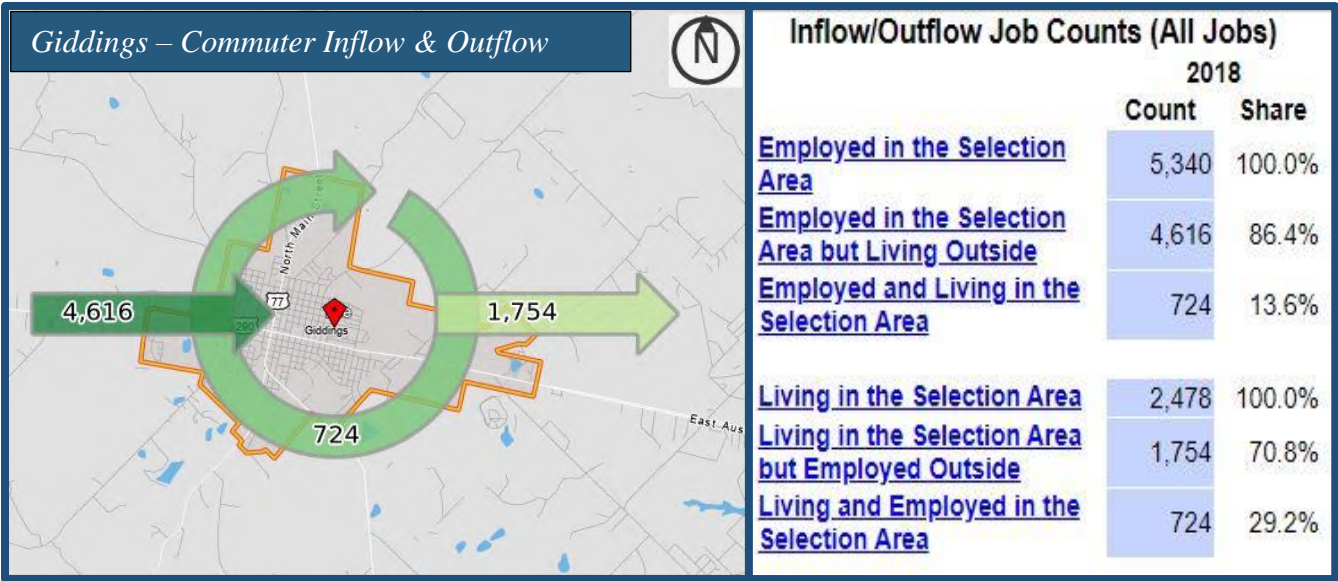 Giddings – Commuter Inflow & Outflow
N
North Main Street
77
4,616
290
Giddings
1,754
724
East Aus
Inflow/Outflow Job Counts (All Jobs)
2018
Count Share
Employed in the Selection
Area
5,340 100.0%
Employed in the Selection
Area but Living Outside
4,616 86.4%
Employed and Living in the
Selection Area
724 13.6%
Living in the Selection Area 2,478 100.0%
Living in the Selection Area
but Employed Outside
1,754 70.8%
Living and Employed in the
Selection Area
724 29.2%